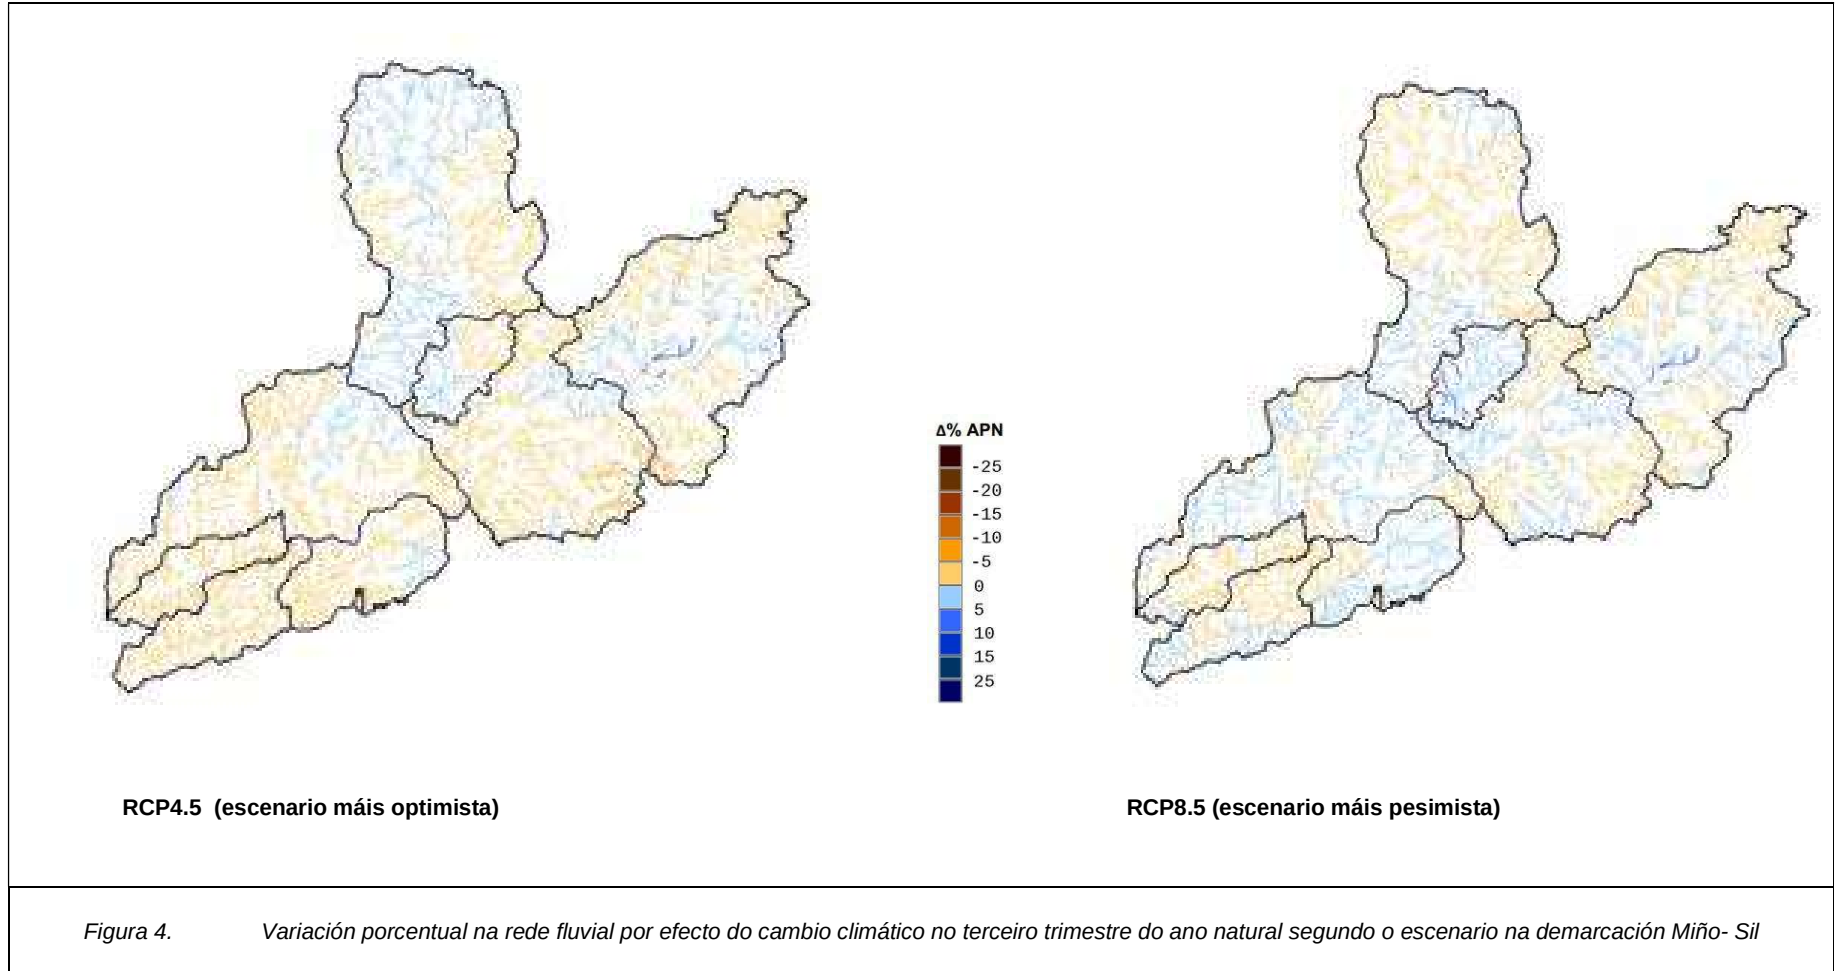 Δ% APN
-25
-20
-15
-10
-5
0
5
10
15
25
RCP4.5 (escenario máis optimista)
RCP8.5 (escenario máis pesimista)
Figura 4. Variación porcentual na rede fluvial por efecto do cambio climático no terceiro trimestre do ano natural segundo o escenario na demarcación Miño- Sil